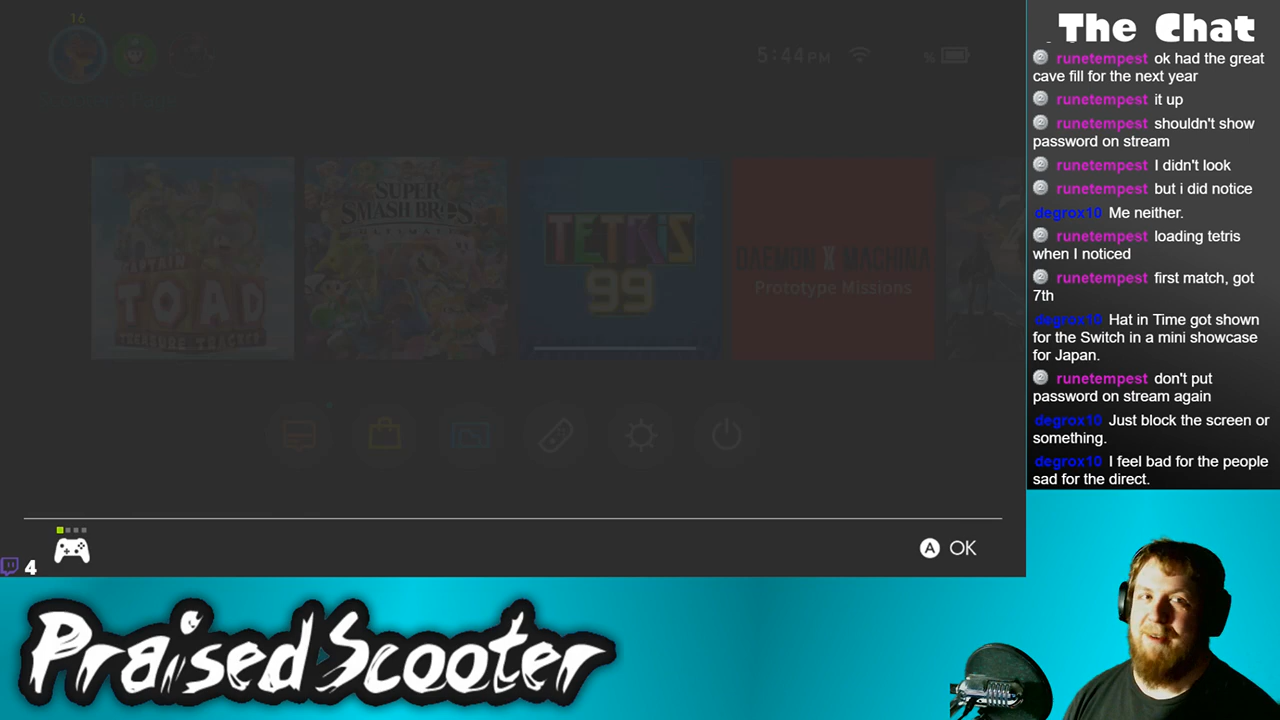 16
5:44 PM
%
CAPTAIN
TOAD
TREASURE TRACKER
SUPER
SMASH BROS.
ULTIMATE
TETRIS
99
DAEMON X MACHINA
Prototype Missions
A OK
4
PraisedScooter
The Chat
runetempest ok had the great
cave fill for the next year
runetempest it up
runetempest shouldn't show
password on stream
runetempest I didn't look
runetempest but i did notice
degrox10 Me neither.
runetempest loading tetris
when I noticed
runetempest first match, got
7th
degrox10 Hat in Time got shown
for the Switch in a mini showcase
for Japan.
runetempest don't put
password on stream again
degrox10 Just block the screen or
something.
degrox10 I feel bad for the people
sad for the direct.